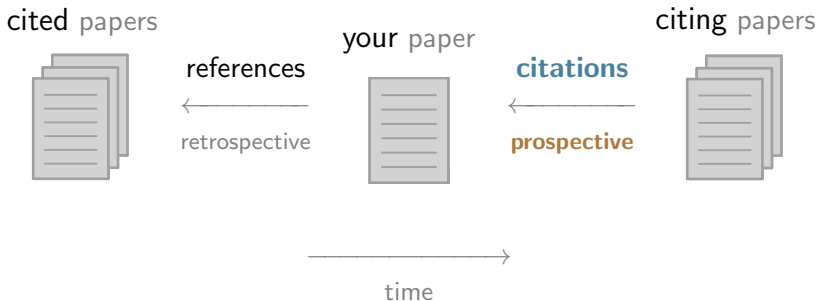 cited papers
your paper
citing papers
references
citations
retrospective
prospective
time